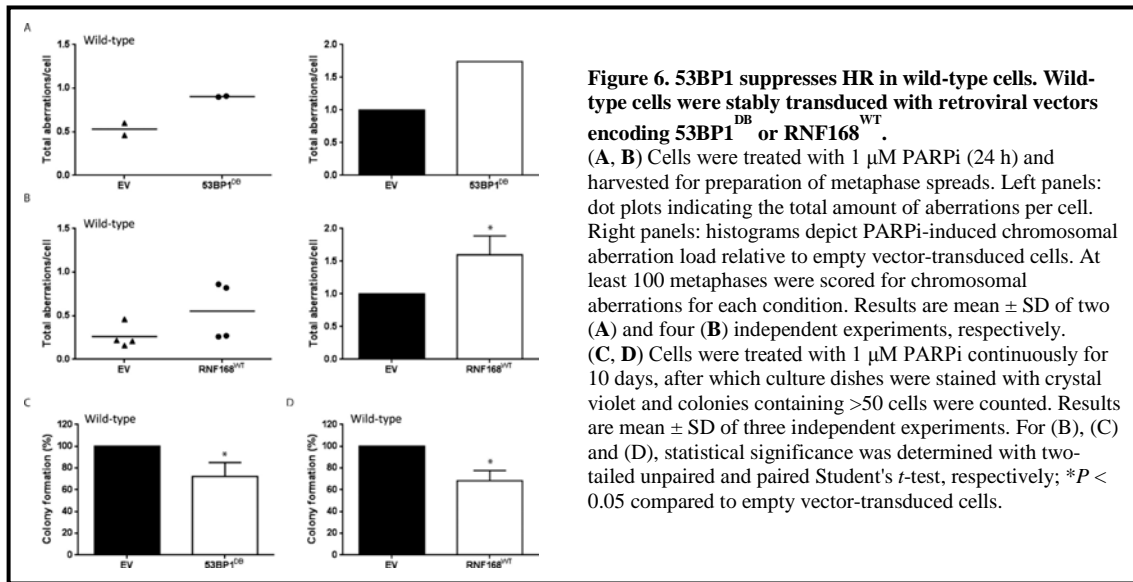 A
Wild-type
Total aberrations/cell
1.5
1.0
0.5
0.0
EV
53BP1DB
Total aberrations/cell
2.0
1.5
1.0
0.5
0.0
EV
53BP1DB
B
Wild-type
Total aberrations/cell
1.5
1.0
0.5
0.0
EV
RNF168WT
Total aberrations/cell
2.0
1.5
1.0
0.5
0.0
*
EV
RNF168WT
C
Wild-type
Colony formation (%)
120
100
80
60
40
20
0
*
EV
53BP1DB
D
Wild-type
Colony formation (%)
120
100
80
60
40
20
0
*
EV
RNF168WT
Figure 6. 53BP1 suppresses HR in wild-type cells. Wild-
type cells were stably transduced with retroviral vectors
encoding 53BP1DB or RNF168WT.
(A, B) Cells were treated with 1 μM PARPi (24 h) and
harvested for preparation of metaphase spreads. Left panels:
dot plots indicating the total amount of aberrations per cell.
Right panels: histograms depict PARPi-induced chromosomal
aberration load relative to empty vector-transduced cells. At
least 100 metaphases were scored for chromosomal
aberrations for each condition. Results are mean ± SD of two
(A) and four (B) independent experiments, respectively.
(C, D) Cells were treated with 1 μM PARPi continuously for
10 days, after which culture dishes were stained with crystal
violet and colonies containing >50 cells were counted. Results
are mean ± SD of three independent experiments. For (B), (C)
and (D), statistical significance was determined with two-
tailed unpaired and paired Student's t-test, respectively; *P <
0.05 compared to empty vector-transduced cells.